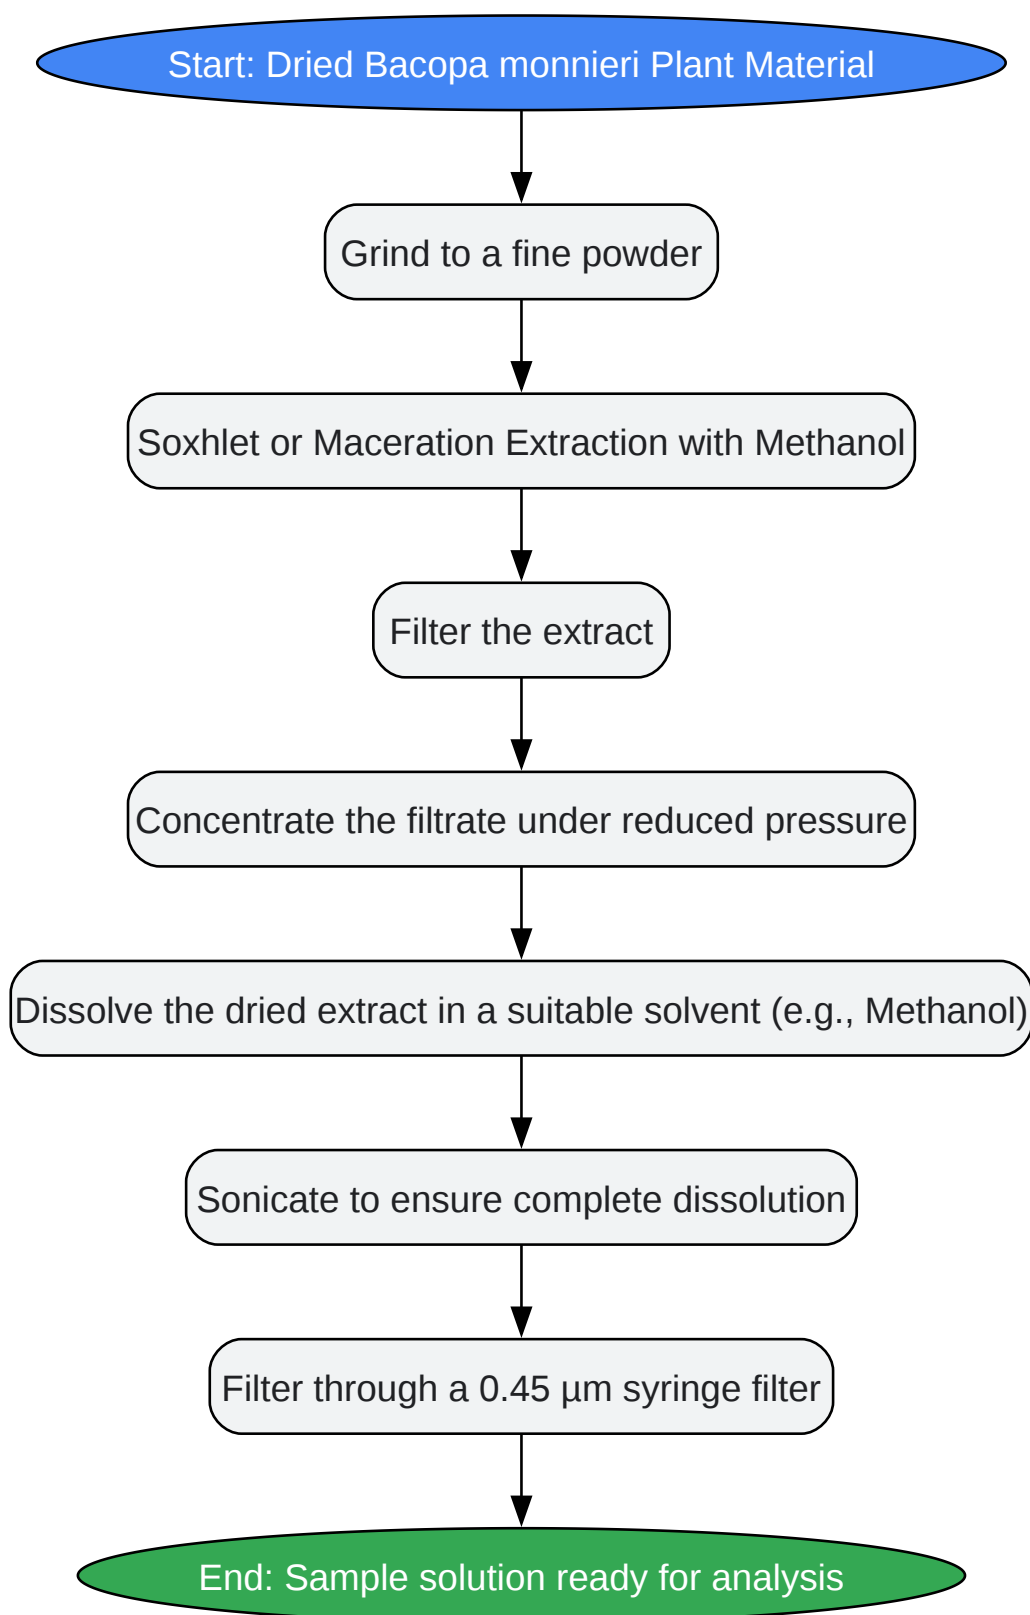 Start: Dried Bacopa monnieri Plant Material
Grind to a fine powder
Soxhlet or Maceration Extraction with Methanol
Filter the extract
Concentrate the filtrate under reduced pressure
Dissolve the dried extract in a suitable solvent (e.g., Methanol)
Sonicate to ensure complete dissolution
Filter through a 0.45 µm syringe filter
End: Sample solution ready for analysis